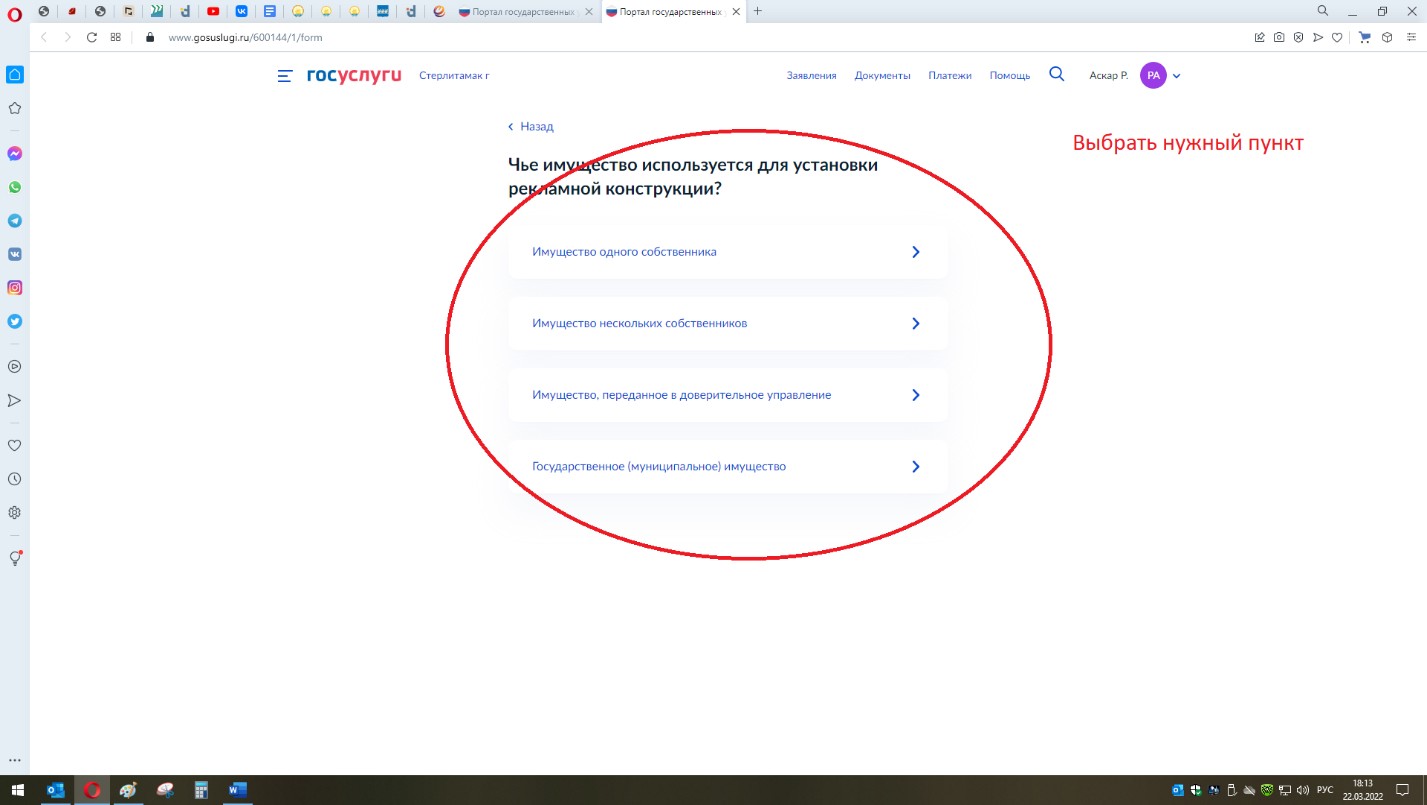 Портал государственных
Портал государственных
www.gosuslugi.ru/600144/1/form
госуслуги
Стерлитамак г
Заявления
Документы
Платежи
Помощь
Аскар Р.
РА
Назад
Выбрать нужный пункт
Чье имущество используется для установки
рекламной конструкции?
Имущество одного собственника
Имущество нескольких собственников
Имущество, переданное в доверительное управление
Государственное (муниципальное) имущество
РУС
18:13
22.03.2022